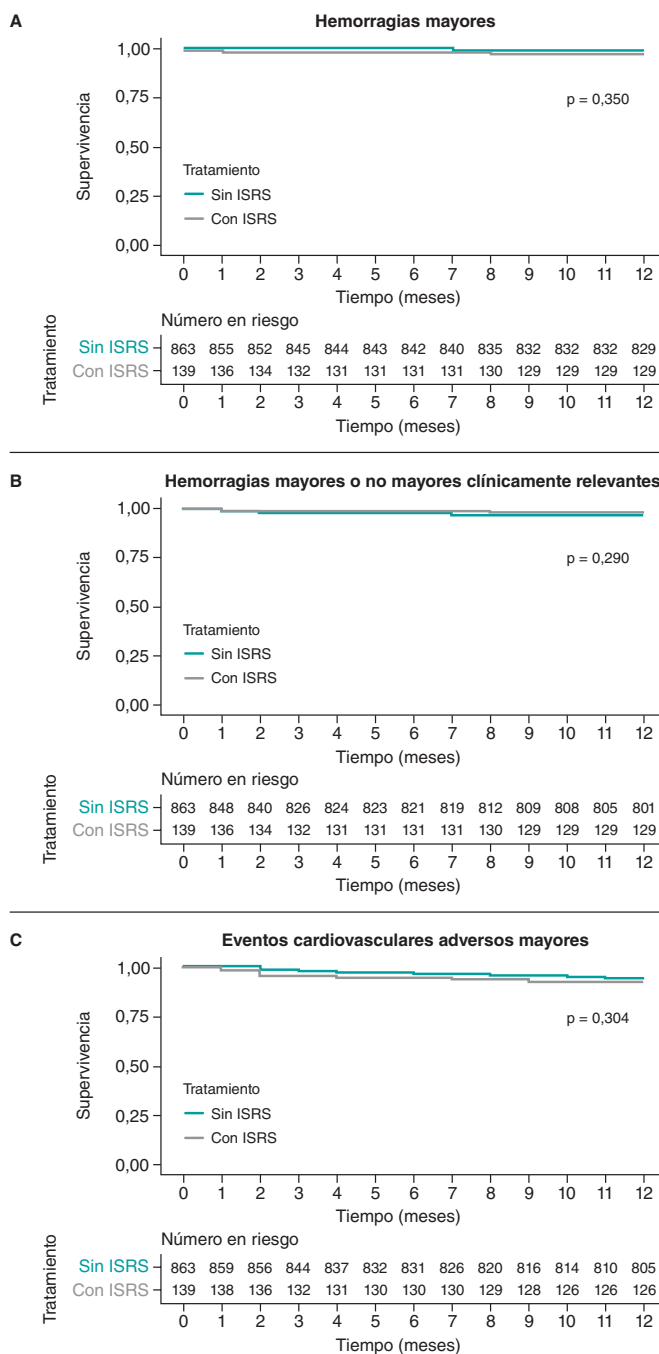 A
Hemorragias mayores
1,00
0,75
0,50
0,25
0,00
Supervivencia
p = 0,350
Tratamiento
Sin ISRS
Con ISRS
0 1 2 3 4 5 6 7 8 9 10 11 12
Tiempo (meses)
Número en riesgo
Tratamiento
Sin ISRS 863 855 852 845 844 843 842 840 835 832 832 832 829
Con ISRS 139 136 134 132 131 131 131 131 130 129 129 129 129
0 1 2 3 4 5 6 7 8 9 10 11 12
B
Hemorragias mayores o no mayores clínicamente relevantes
1,00
0,75
0,50
0,25
0,00
Supervivencia
p = 0,290
Tratamiento
Sin ISRS
Con ISRS
0 1 2 3 4 5 6 7 8 9 10 11 12
Tiempo (meses)
Número en riesgo
Tratamiento
Sin ISRS 863 848 840 826 824 823 821 819 812 809 808 805 801
Con ISRS 139 136 134 132 131 131 131 131 130 129 129 129 129
0 1 2 3 4 5 6 7 8 9 10 11 12
Tiempo (meses)
C
Eventos cardiovasculares adversos mayores
1,00
0,75
0,50
0,25
0,00
Supervivencia
p = 0,304
Tratamiento
Sin ISRS
Con ISRS
0 1 2 3 4 5 6 7 8 9 10 11 12
Tiempo (meses)
Número en riesgo
Tratamiento
Sin ISRS 863 859 856 844 837 832 831 826 820 816 814 810 805
Con ISRS 139 138 136 132 131 130 130 130 129 128 126 126 126
0 1 2 3 4 5 6 7 8 9 10 11 12
Tiempo (meses)